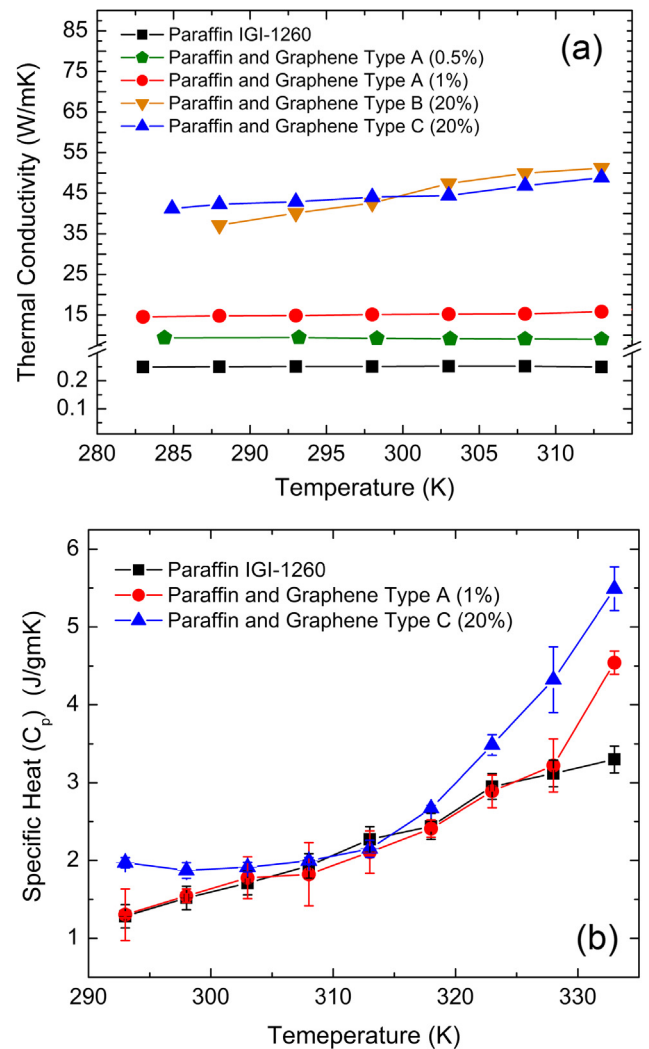 85
75
65
55
45
35
25
15
0.2
0.1
Thermal Conductivity (W/mK)
Paraffin IGI-1260
Paraffin and Graphene Type A (0.5%)
Paraffin and Graphene Type A (1%)
Paraffin and Graphene Type B (20%)
Paraffin and Graphene Type C (20%)
(a)
280 285 290 295 300 305 310
Temperature (K)
6
5
4
3
2
1
Specific Heat (Cp) (J/gmK)
Paraffin IGI-1260
Paraffin and Graphene Type A (1%)
Paraffin and Graphene Type C (20%)
(b)
290 300 310 320 330
Temeperature (K)